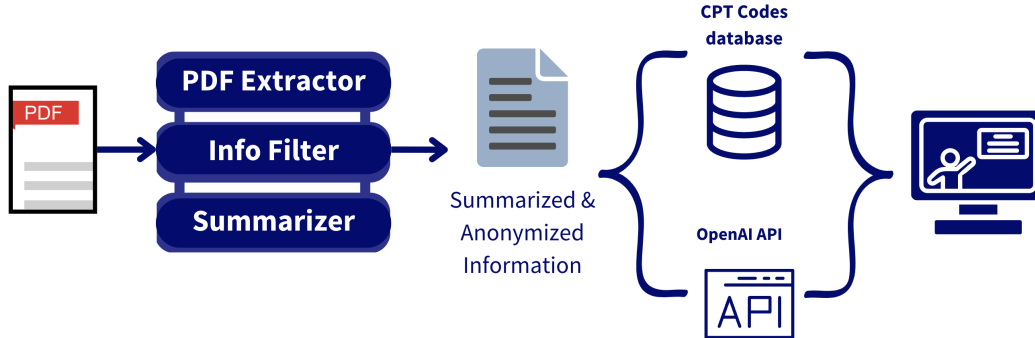 PDF
PDF Extractor
Info Filter
Summarizer
Summarized &
Anonymized
Information
CPT Codes
database
OpenAI API
API